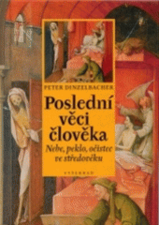 PETER DINZELBACHER
Poslední
věci
člověka
Nebe, peklo, očistec
ve středověku
VYŠEHRAD